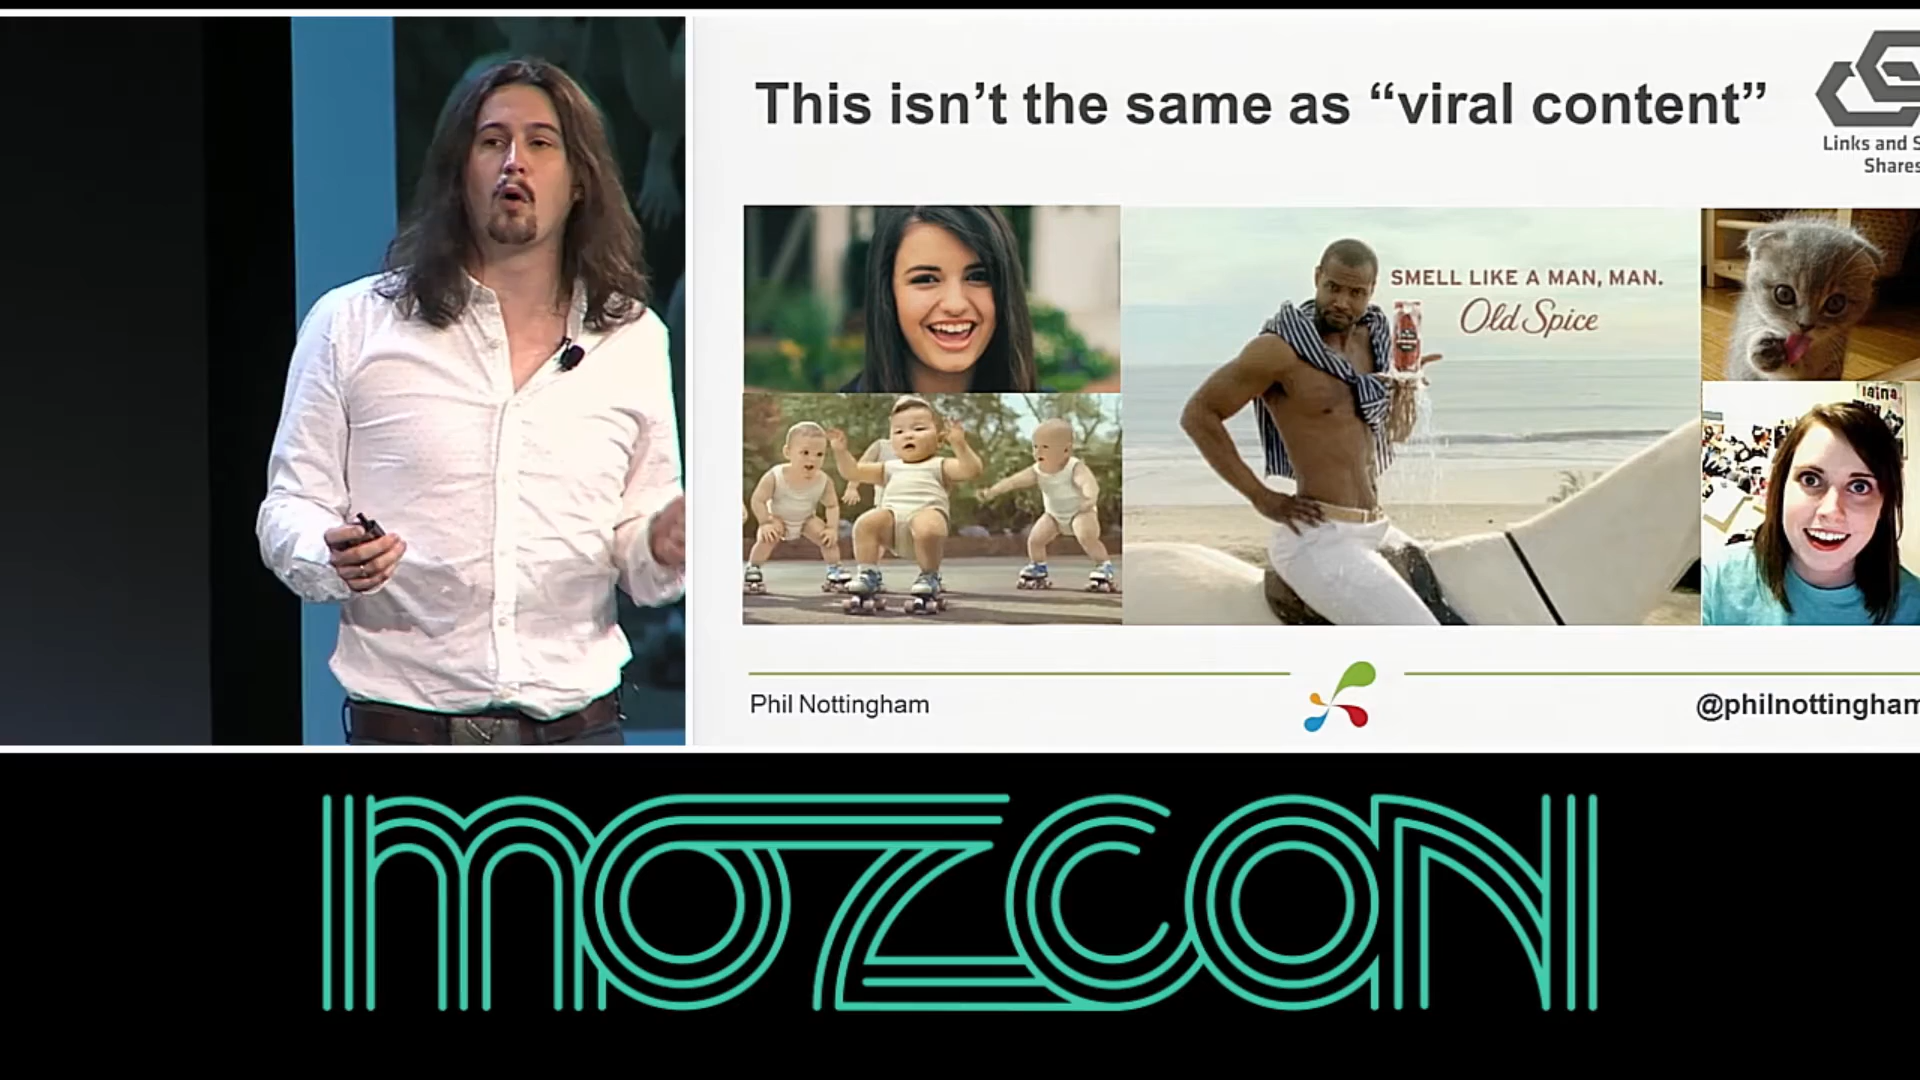 This isn’t the same as “viral content”
Links and S
Shares
SMELL LIKE A MAN, MAN.
Old Spice
laina
Phil Nottingham
@philnottingham
mozcon